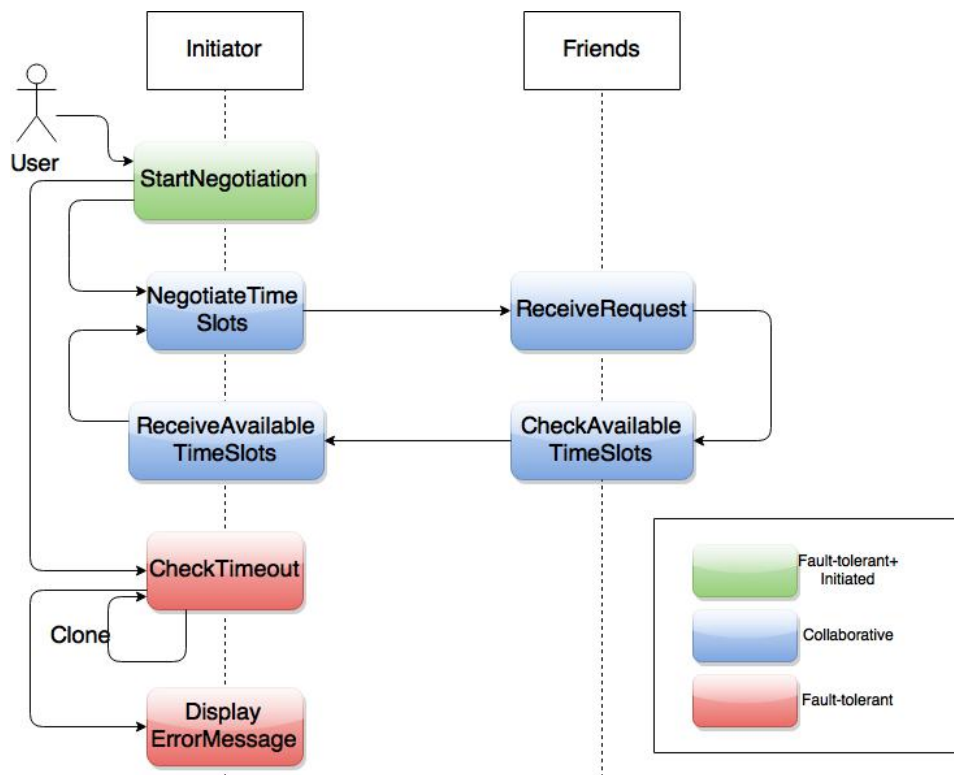 Initiator
Friends
User
StartNegotiation
NegotiateTime
Slots
ReceiveRequest
ReceiveAvailable
TimeSlots
CheckAvailable
TimeSlots
CheckTimeout
Clone
Display
ErrorMessage
Fault-tolerant+
Initiated
Collaborative
Fault-tolerant